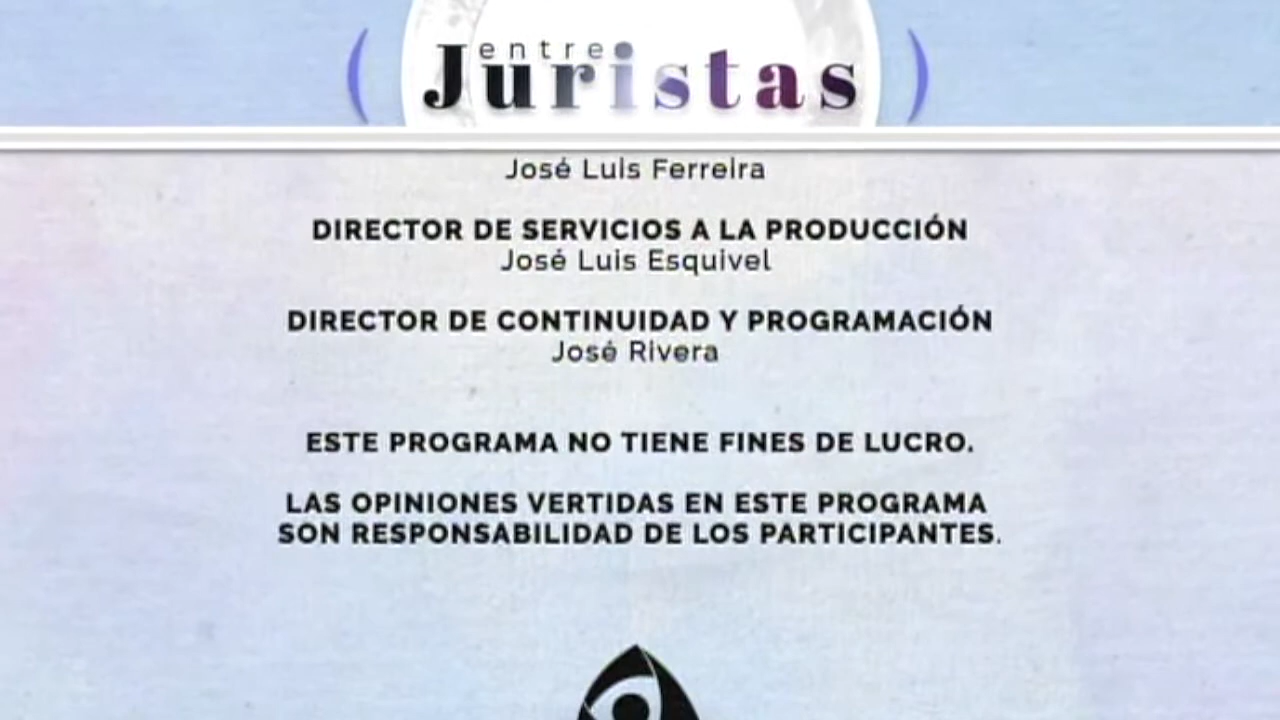 entre
Juristas
José Luis Ferreira
DIRECTOR DE SERVICIOS A LA PRODUCCIÓN
José Luis Esquivel
DIRECTOR DE CONTINUIDAD Y PROGRAMACIÓN
José Rivera
ESTE PROGRAMA NO TIENE FINES DE LUCRO.
LAS OPINIONES VERTIDAS EN ESTE PROGRAMA
SON RESPONSABILIDAD DE LOS PARTICIPANTES.